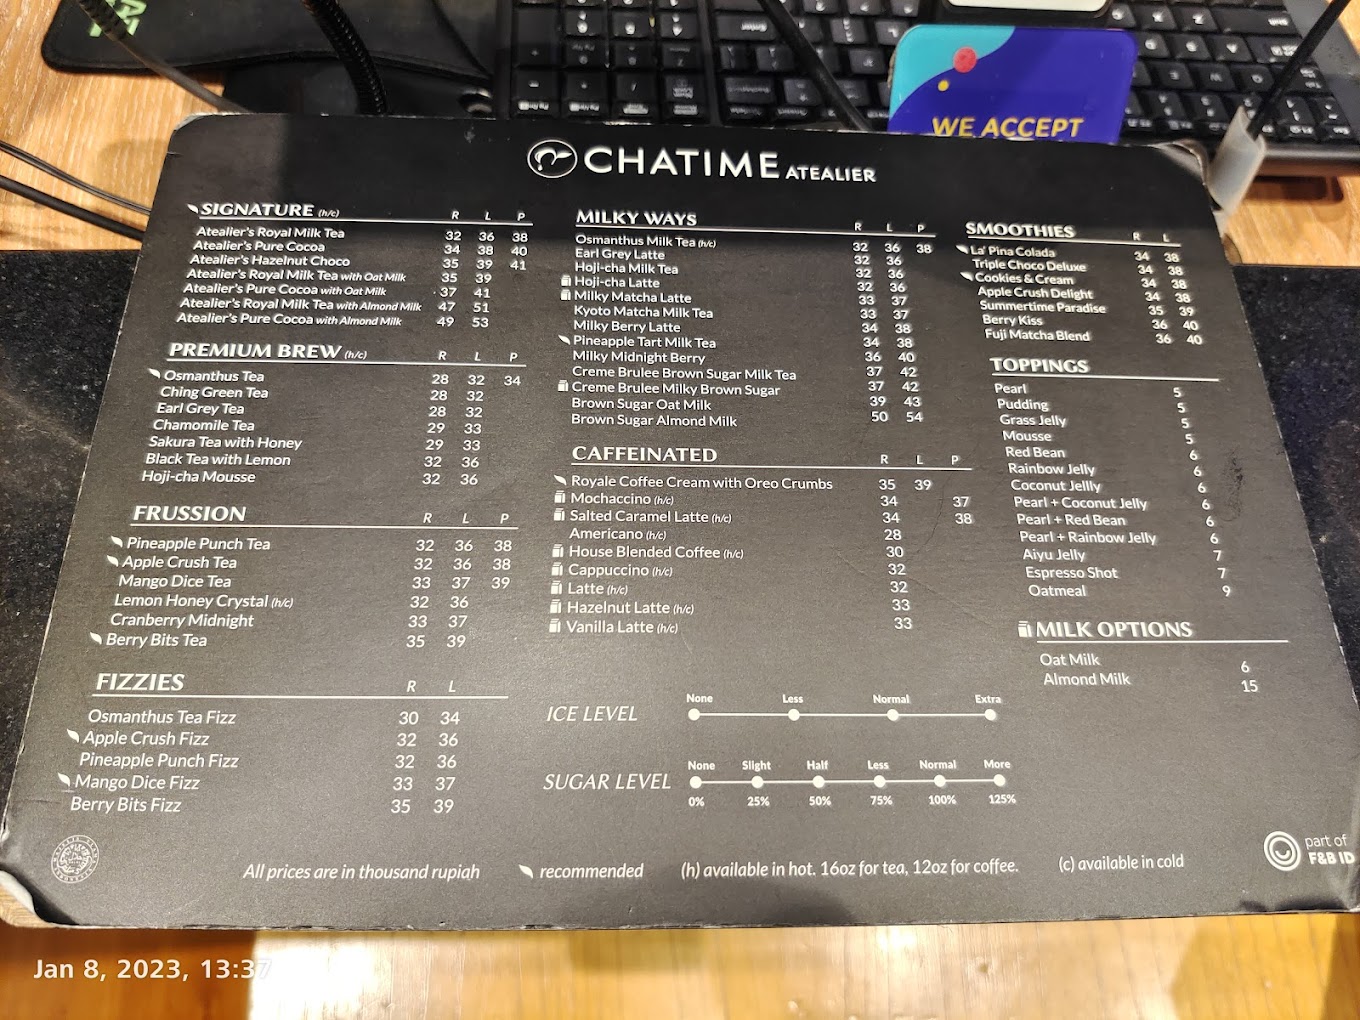 WE ACCEPT
CHATIME ATEALIER
SIGNATURE (h/c) R L P
Atealier's Royal Milk Tea 32 36 38
Atealier's Pure Cocoa 34 38 40
Atealier's Hazelnut Choco 35 39 41
Atealier's Royal Milk Tea with Oat Milk 35 39
Atealier's Pure Cocoa with Oat Milk 37 41
Atealier's Royal Milk Tea with Almond Milk 47 51
Atealier's Pure Cocoa with Almond Milk 49 53
PREMIUM BREW (h/c) R L P
Osmanthus Tea 28 32 34
Ching Green Tea 28 32
Earl Grey Tea 28 32
Chamomile Tea 29 33
Sakura Tea with Honey 29 33
Black Tea with Lemon 32 36
Hoji-cha Mousse 32 36
FRUSSION R L P
Pineapple Punch Tea 32 36 38
Apple Crush Tea 32 36 38
Mango Dice Tea 33 37 39
Lemon Honey Crystal (h/c) 32 36
Cranberry Midnight 33 37
Berry Bits Tea 35 39
FIZZIES R L
Osmanthus Tea Fizz 30 34
Apple Crush Fizz 32 36
Pineapple Punch Fizz 32 36
Mango Dice Fizz 33 37
Berry Bits Fizz 35 39
MILKY WAYS R L P
Osmanthus Milk Tea (h/c) 32 36 38
Earl Grey Latte 32 36
Hoji-cha Milk Tea 32 36
Hoji-cha Latte 32 36
Milky Matcha Latte 33 37
Kyoto Matcha Milk Tea 33 37
Milky Berry Latte 34 38
Pineapple Tart Milk Tea 34 38
Milky Midnight Berry 36 40
Creme Brulee Brown Sugar Milk Tea 37 42
Creme Brulee Milky Brown Sugar 37 42
Brown Sugar Oat Milk 39 43
Brown Sugar Almond Milk 50 54
CAFFEINATED R L P
Royale Coffee Cream with Oreo Crumbs 35 39
Mochaccino (h/c) 34 37
Salted Caramel Latte (h/c) 34 38
Americano (h/c) 28
House Blended Coffee (h/c) 30
Cappuccino (h/c) 32
Latte (h/c) 32
Hazelnut Latte (h/c) 33
Vanilla Latte (h/c) 33
SMOOTHIES R L
La' Pina Colada 34 38
Triple Choco Deluxe 34 38
Cookies & Cream 34 38
Apple Crush Delight 34 38
Summertime Paradise 35 39
Berry Kiss 36 40
Fuji Matcha Blend 36 40
TOPPINGS
Pearl 5
Pudding 5
Grass Jelly 5
Mousse 5
Red Bean 6
Rainbow Jelly 6
Coconut Jellly 6
Pearl + Coconut Jelly 6
Pearl + Red Bean 6
Pearl + Rainbow Jelly 6
Aiyu Jelly 7
Espresso Shot 7
Oatmeal 9
MILK OPTIONS
Oat Milk 6
Almond Milk 15
ICE LEVEL None Less Normal Extra
SUGAR LEVEL None Slight Half Less Normal More
0% 25% 50% 75% 100% 125%
All prices are in thousand rupiah recommended (h) available in hot. 16oz for tea, 12oz for coffee. (c) available in cold
part of
F&B ID
Jan 8, 2023, 13:37